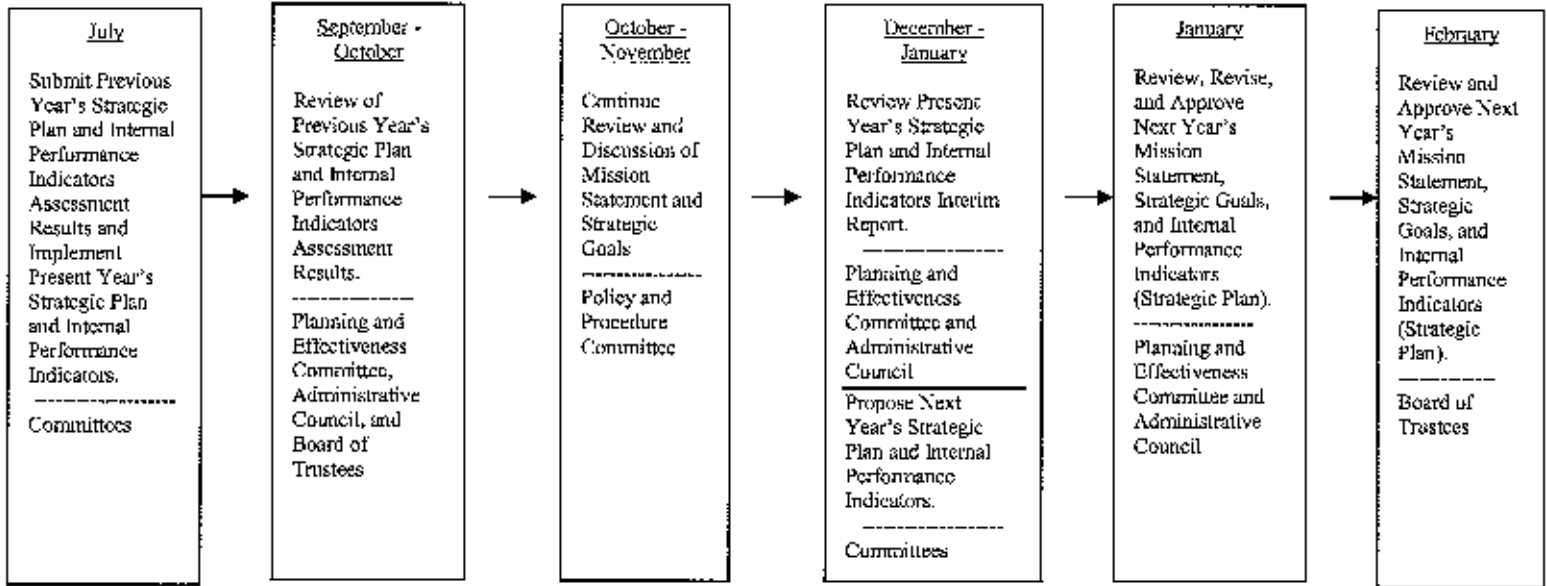 July
Submit Previous
Year's Strategic
Plan and Internal
Performance
Indicators
Assessment
Results and
Implement
Present Year's
Strategic Plan
and Internal
Performance
Indicators.
Committees
September -
October
Review of
Previous Year's
Strategic Plan
and Internal
Performance
Indicators
Assessment
Results.
Planning and
Effectiveness
Committee,
Administrative
Council, and
Board of
Trustees
October -
November
Continue
Review and
Discussion of
Mission
Statement and
Strategic
Goals
Policy and
Procedure
Committee
December -
January
Review Present
Year's Strategic
Plan and Internal
Performance
Indicators Interim
Report.
Planning and
Effectiveness
Committee and
Administrative
Council
Propose Next
Year's Strategic
Plan and Internal
Performance
Indicators.
Committees
January
Review, Revise,
and Approve
Next Year's
Mission
Statement,
Strategic Goals,
and Internal
Performance
Indicators
(Strategic Plan).
Planning and
Effectiveness
Committee and
Administrative
Council
February
Review and
Approve Next
Year's
Mission
Statement,
Strategic
Goals, and
Internal
Performance
Indicators
(Strategic
Plan).
Board of
Trustees